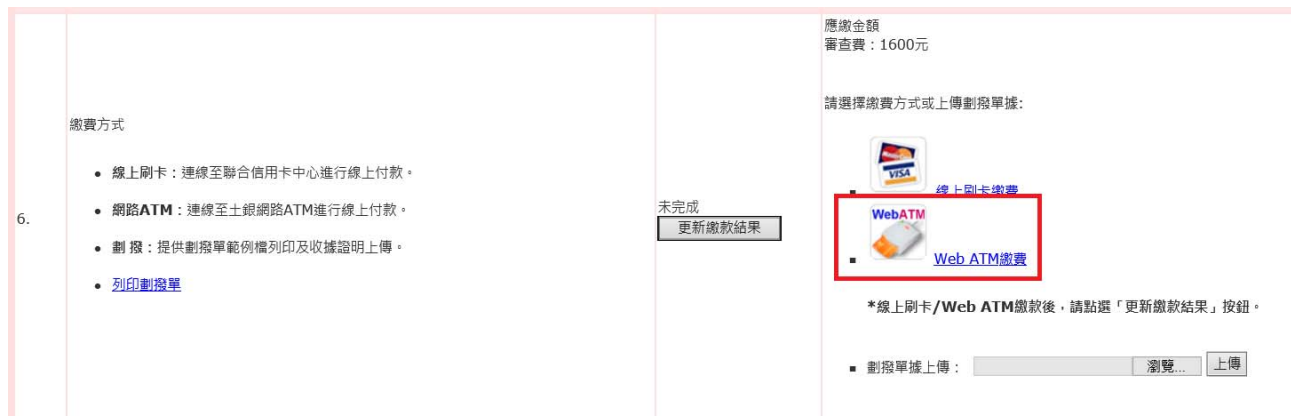 6.
繳費方式
• 線上刷卡：連線至聯合信用卡中心進行線上付款。
• 網路ATM：連線至土銀網路ATM進行線上付款。
• 劃 撥：提供劃撥單範例檔列印及收據證明上傳。
• 列印劃撥單
未完成
更新繳款結果
應繳金額
審查費：1600元
請選擇繳費方式或上傳劃撥單據:
VISA
線上刷卡繳費
WebATM
Web ATM繳費
*線上刷卡/Web ATM繳款後，請點選「更新繳款結果」按鈕。
劃撥單據上傳： 瀏覽... 上傳